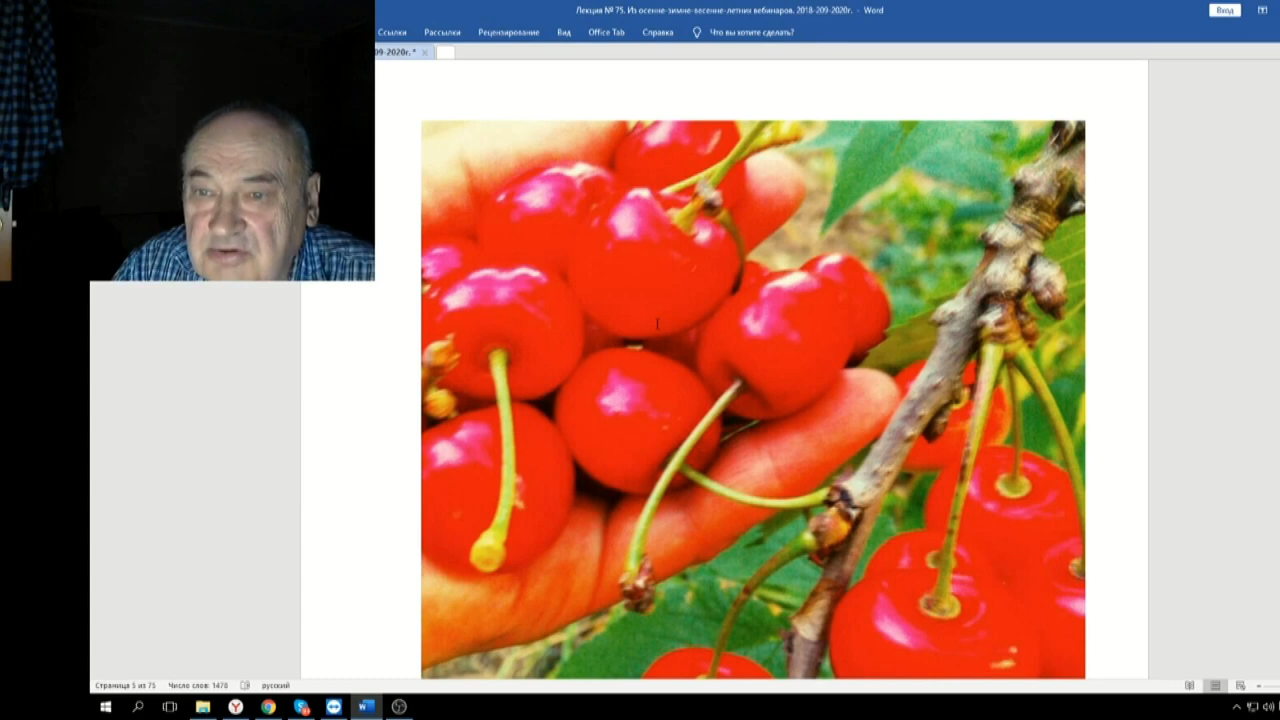 Лекция № 75. Из осенне-зимне-весенне-летних вебинаров. 2018-209-2020г. - Word
Вход
Ссылки Рассылки Рецензирование Вид Office Tab Справка Что вы хотите сделать?
09-2020г. *
Страница 5 из 75 Число слов: 1470 русский